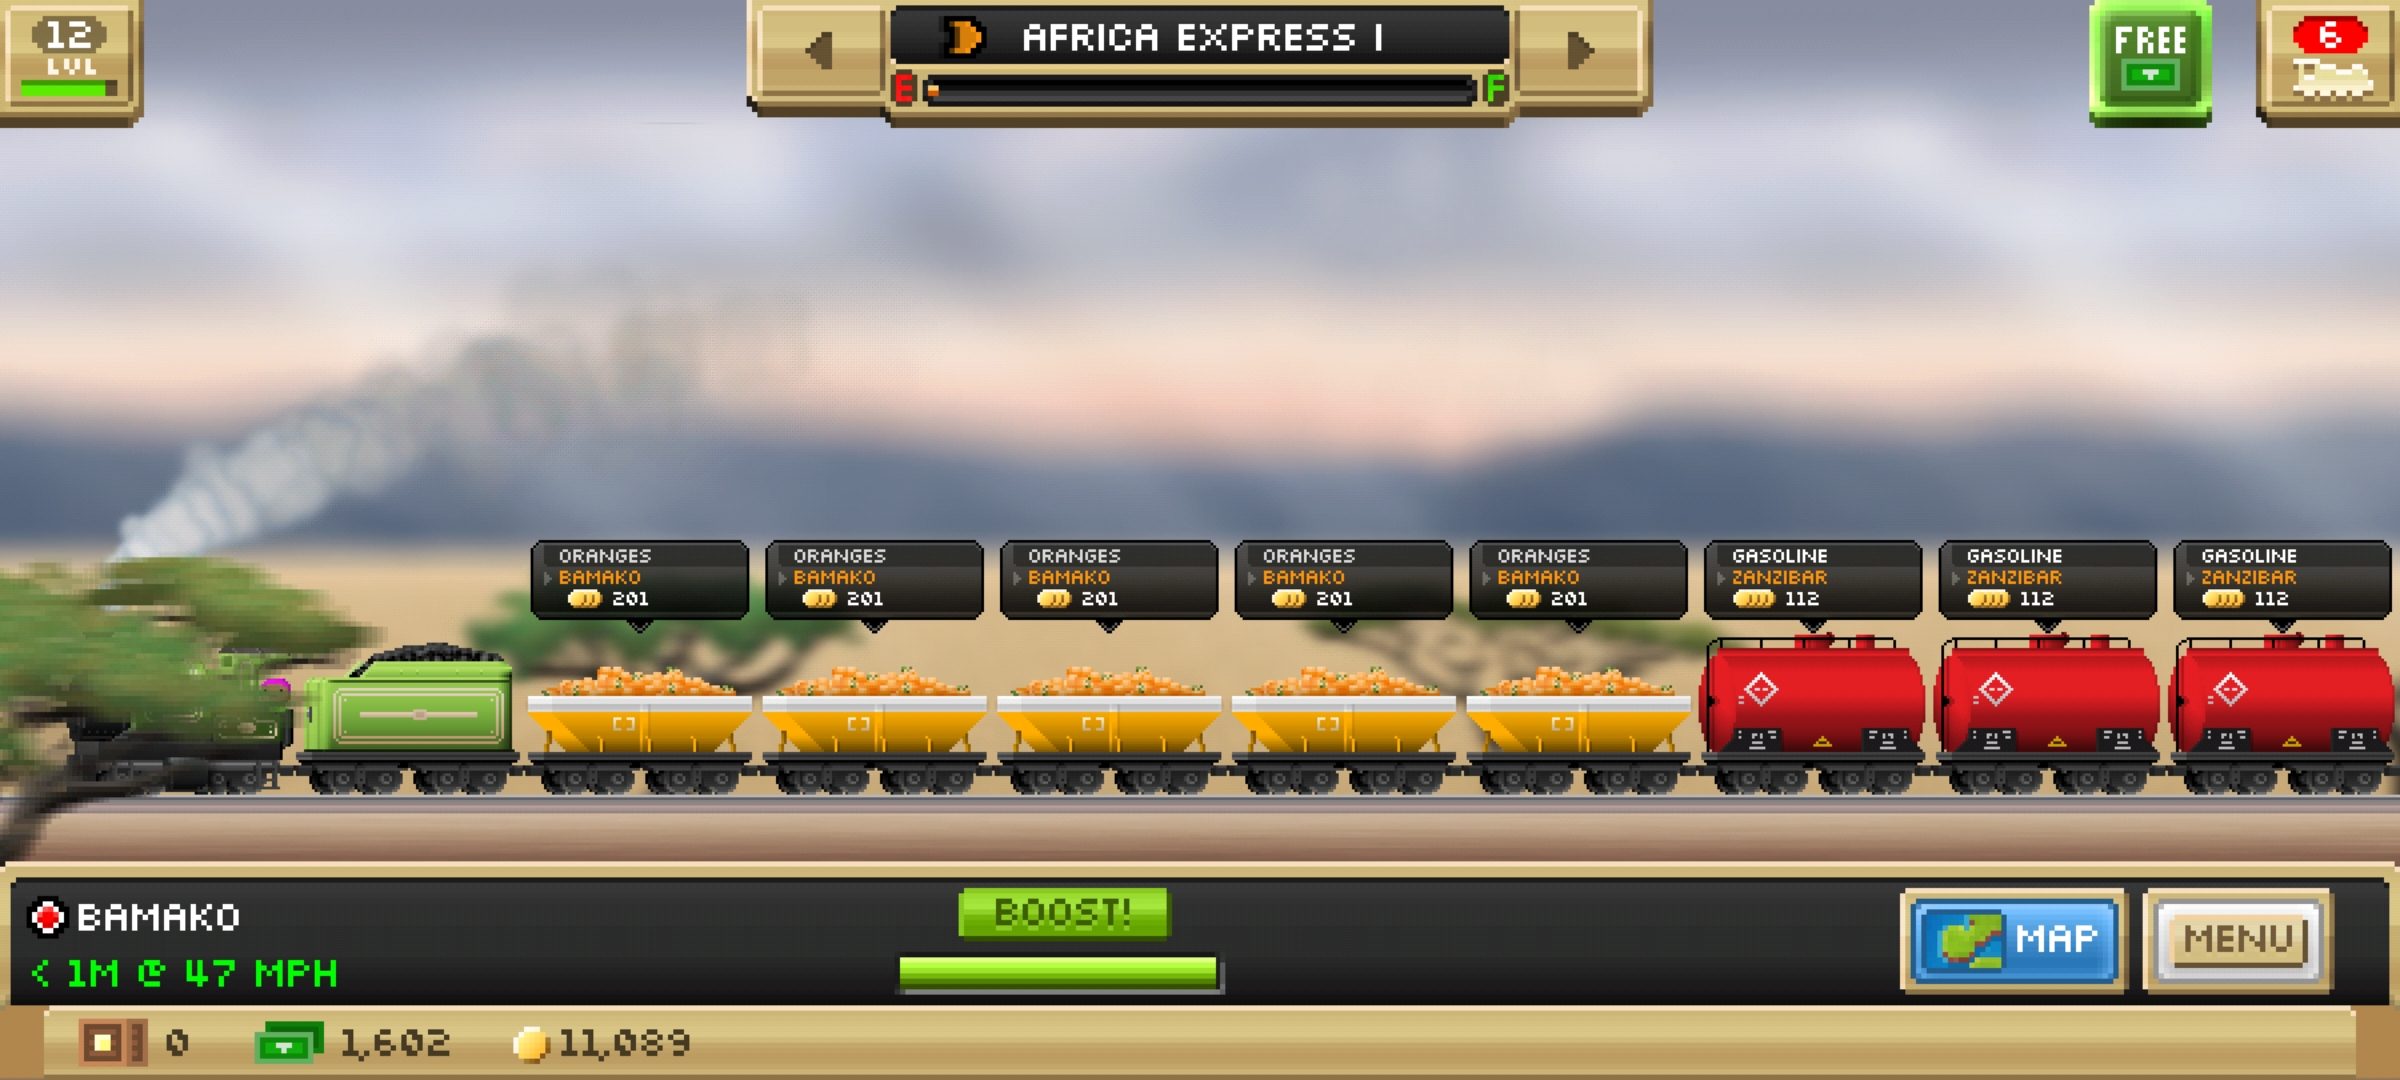 12
LVL
AFRICA EXPRESS I
E
F
FREE
6
ORANGES
BAMAKO
201
ORANGES
BAMAKO
201
ORANGES
BAMAKO
201
ORANGES
BAMAKO
201
ORANGES
BAMAKO
201
GASOLINE
ZANZIBAR
112
GASOLINE
ZANZIBAR
112
GASOLINE
ZANZIBAR
112
BAMAKO
< 1M @ 47 MPH
BOOST!
MAP
MENU
0
1,602
11,089